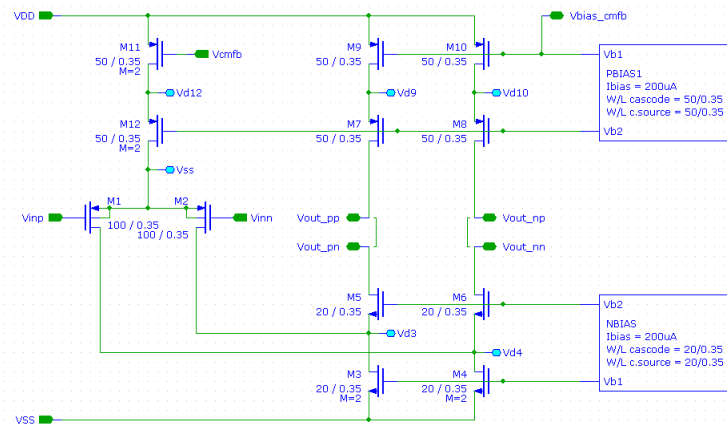 VDD
Vbias_cmfb
M11
50 / 0.35
M=2
Vcmfb
M9
50 / 0.35
M10
50 / 0.35
Vb1
PBIAS1
Ibias = 200uA
W/L cascode = 50/0.35
W/L c.source = 50/0.35
Vb2
Vd12
Vd9
Vd10
M12
50 / 0.35
M=2
M7
50 / 0.35
M8
50 / 0.35
Vss
M1
100 / 0.35
M2
100 / 0.35
Vinp
Vinn
Vout_pp
Vout_np
Vout_pn
Vout_nn
M5
20 / 0.35
M6
20 / 0.35
Vb2
NBIAS
Ibias = 200uA
W/L cascode = 20/0.35
W/L c.source = 20/0.35
Vb1
Vd3
Vd4
M3
20 / 0.35
M=2
M4
20 / 0.35
M=2
VSS